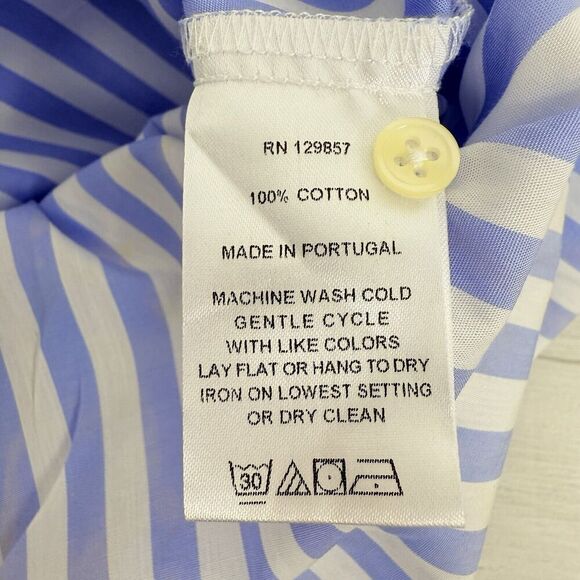 RN 129857
100% COTTON
MADE IN PORTUGAL
MACHINE WASH COLD
GENTLE CYCLE
WITH LIKE COLORS
LAY FLAT OR HANG TO DRY
IRON ON LOWEST SETTING
OR DRY CLEAN
30